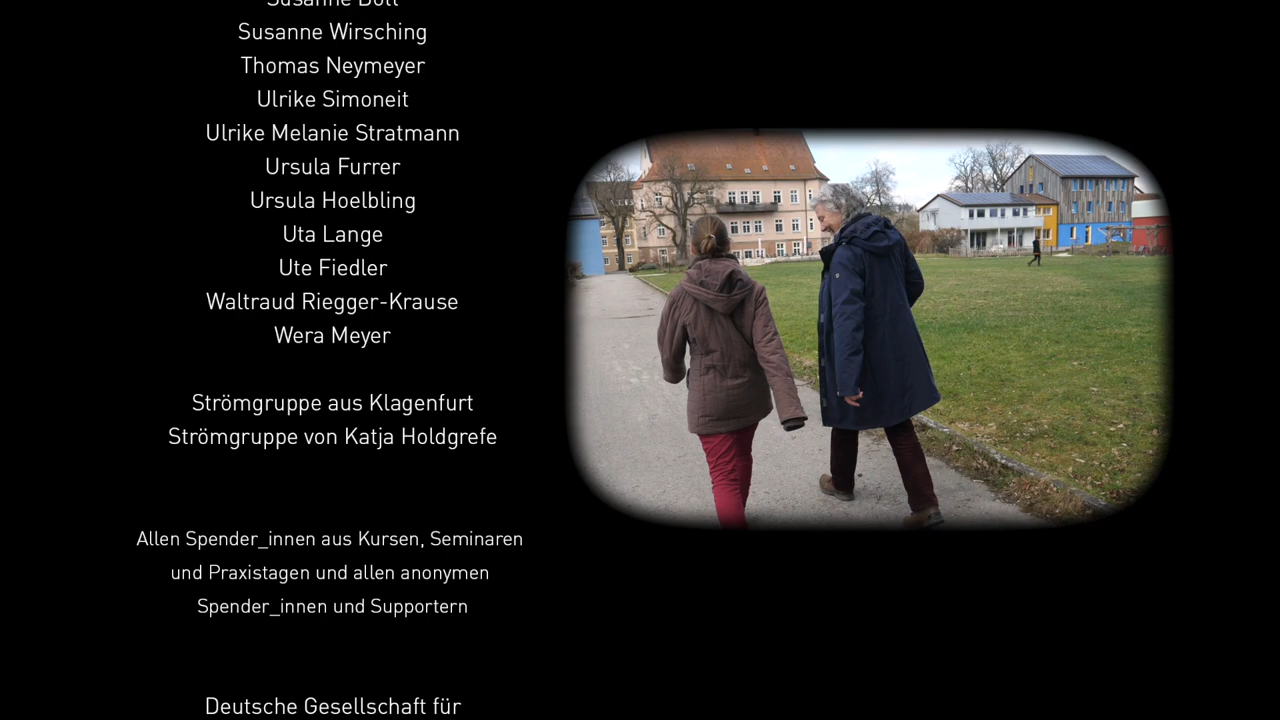 Susanne Boll
Susanne Wirsching
Thomas Neymeyer
Ulrike Simoneit
Ulrike Melanie Stratmann
Ursula Furrer
Ursula Hoelbling
Uta Lange
Ute Fiedler
Waltraud Riegger-Krause
Wera Meyer
Strömgruppe aus Klagenfurt
Strömgruppe von Katja Holdgrefe
Allen Spender_innen aus Kursen, Seminaren
und Praxistagen und allen anonymen
Spender_innen und Supportern
Deutsche Gesellschaft für